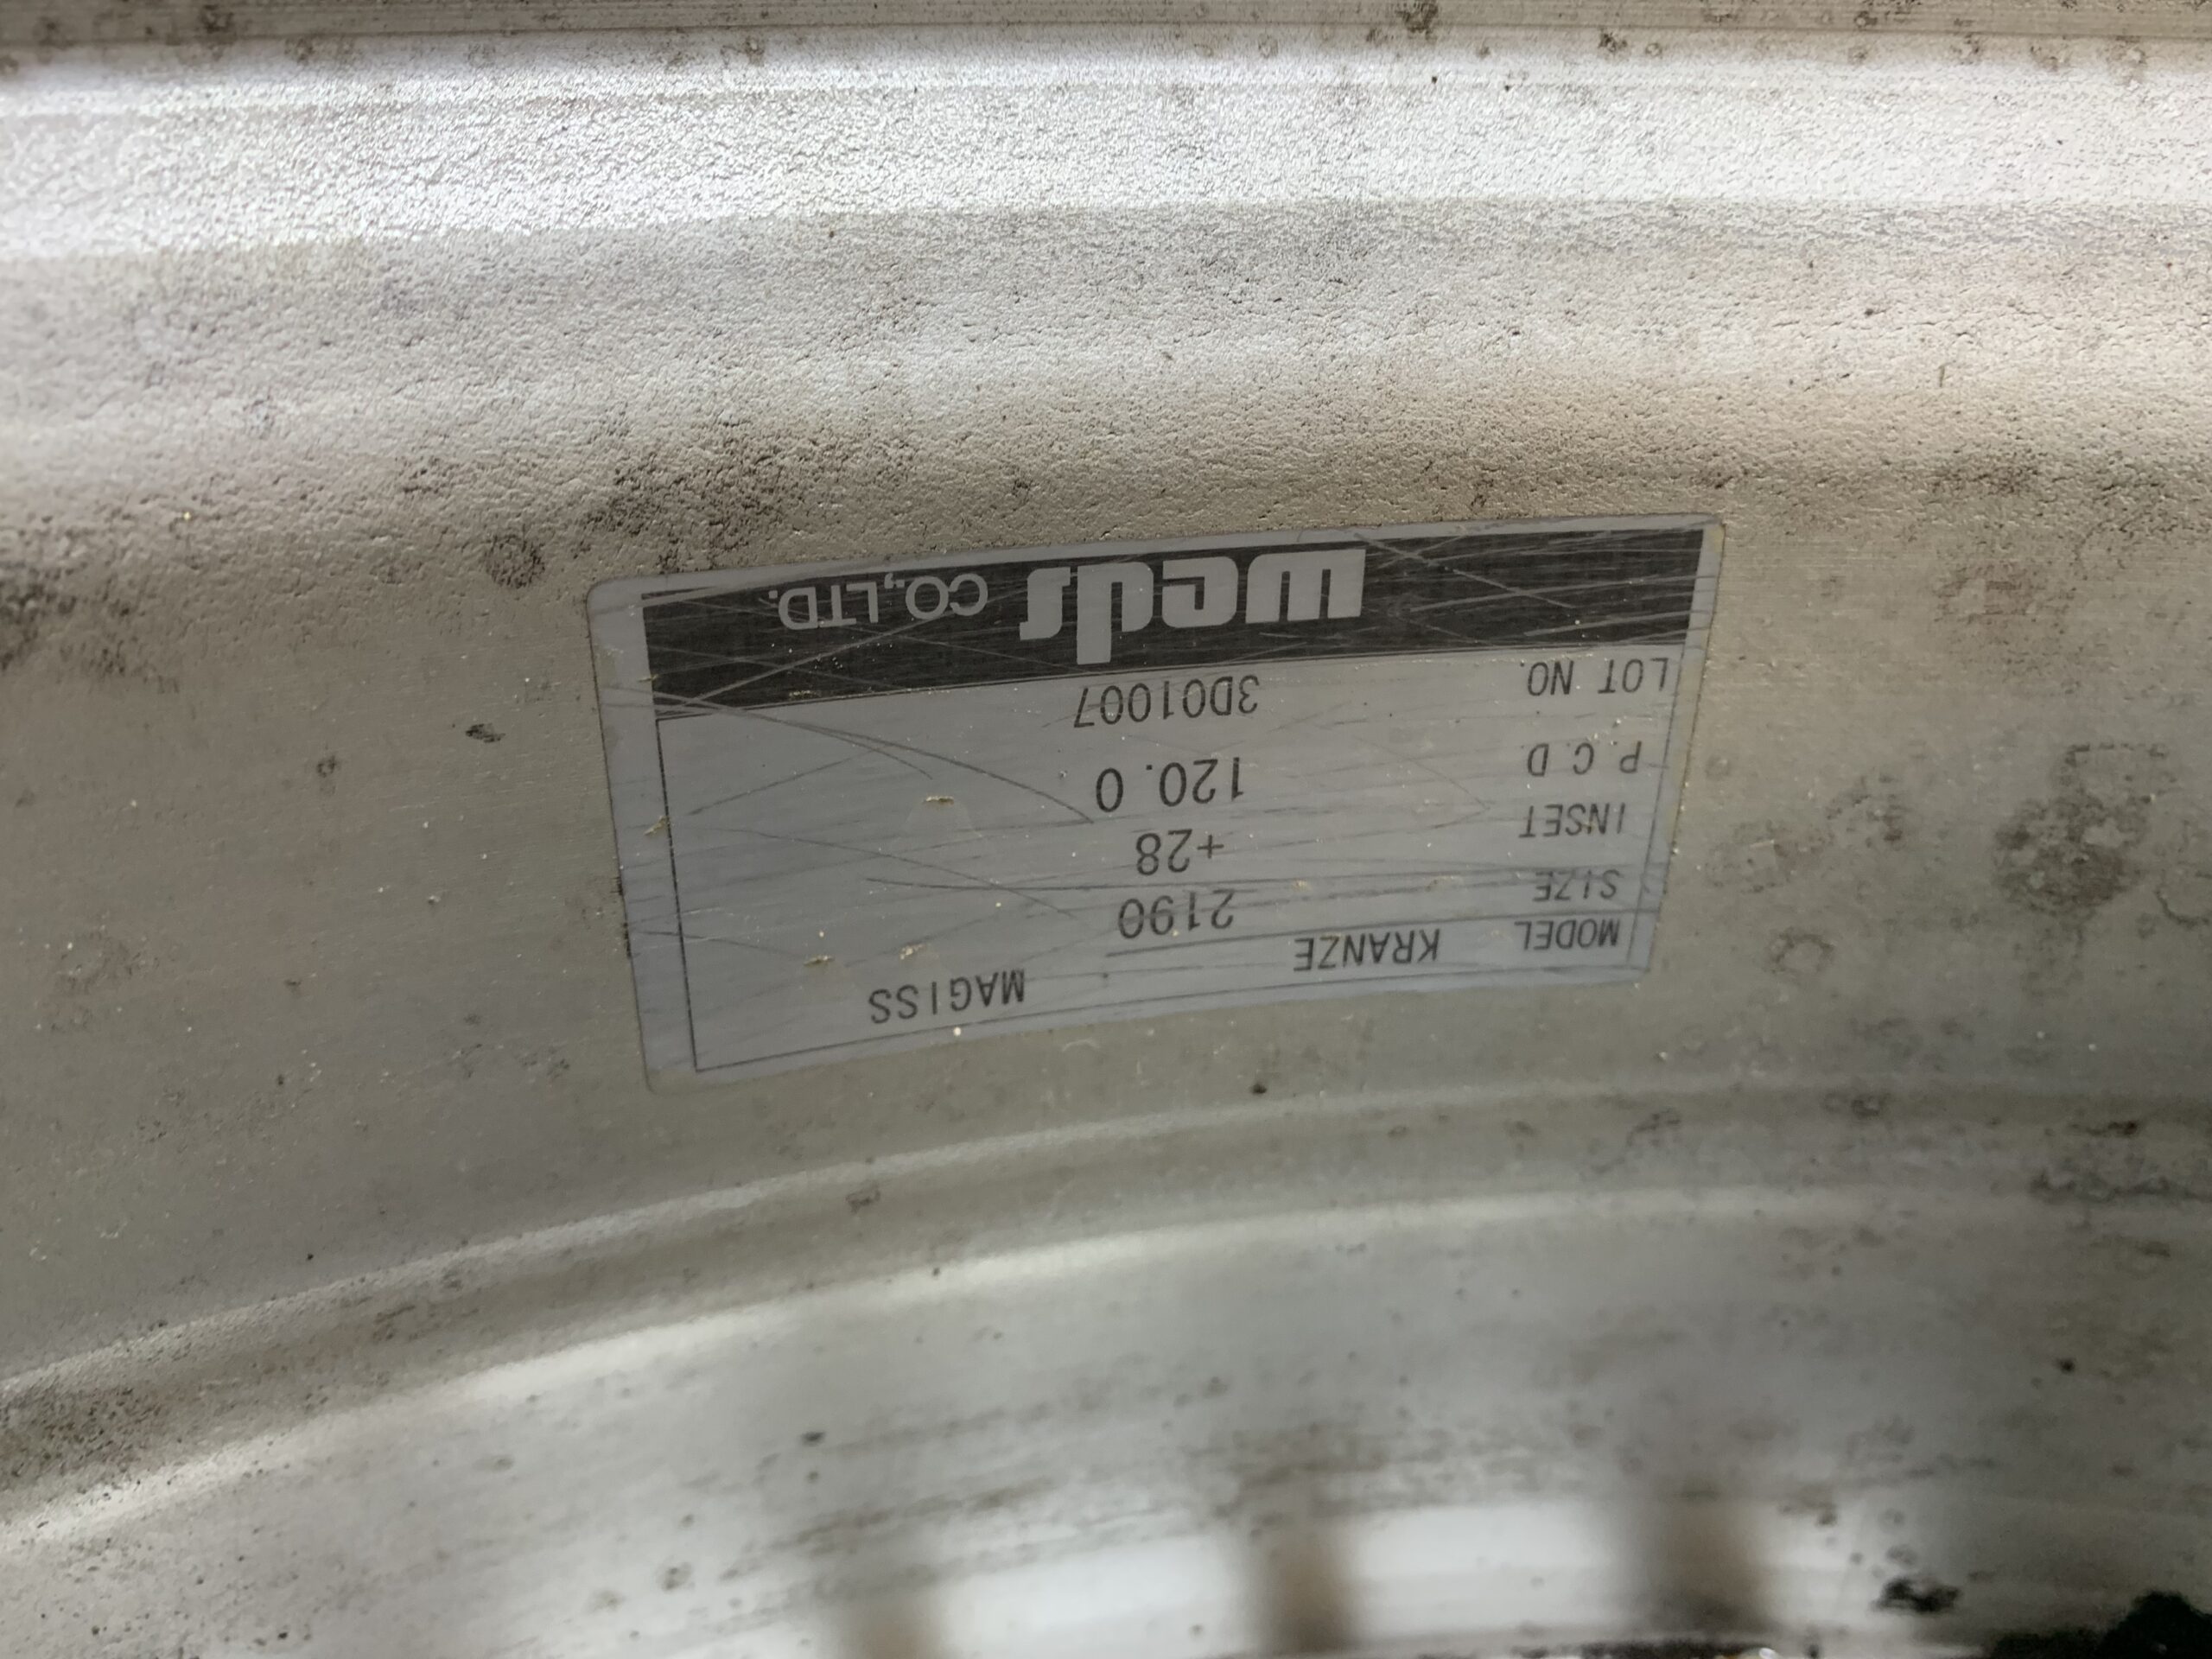 MODEL KRANZE MAGISS
SIZE 2190
INSET +28
P.C.D. 120.0
LOT NO. 3D01007
weds CO.,LTD.